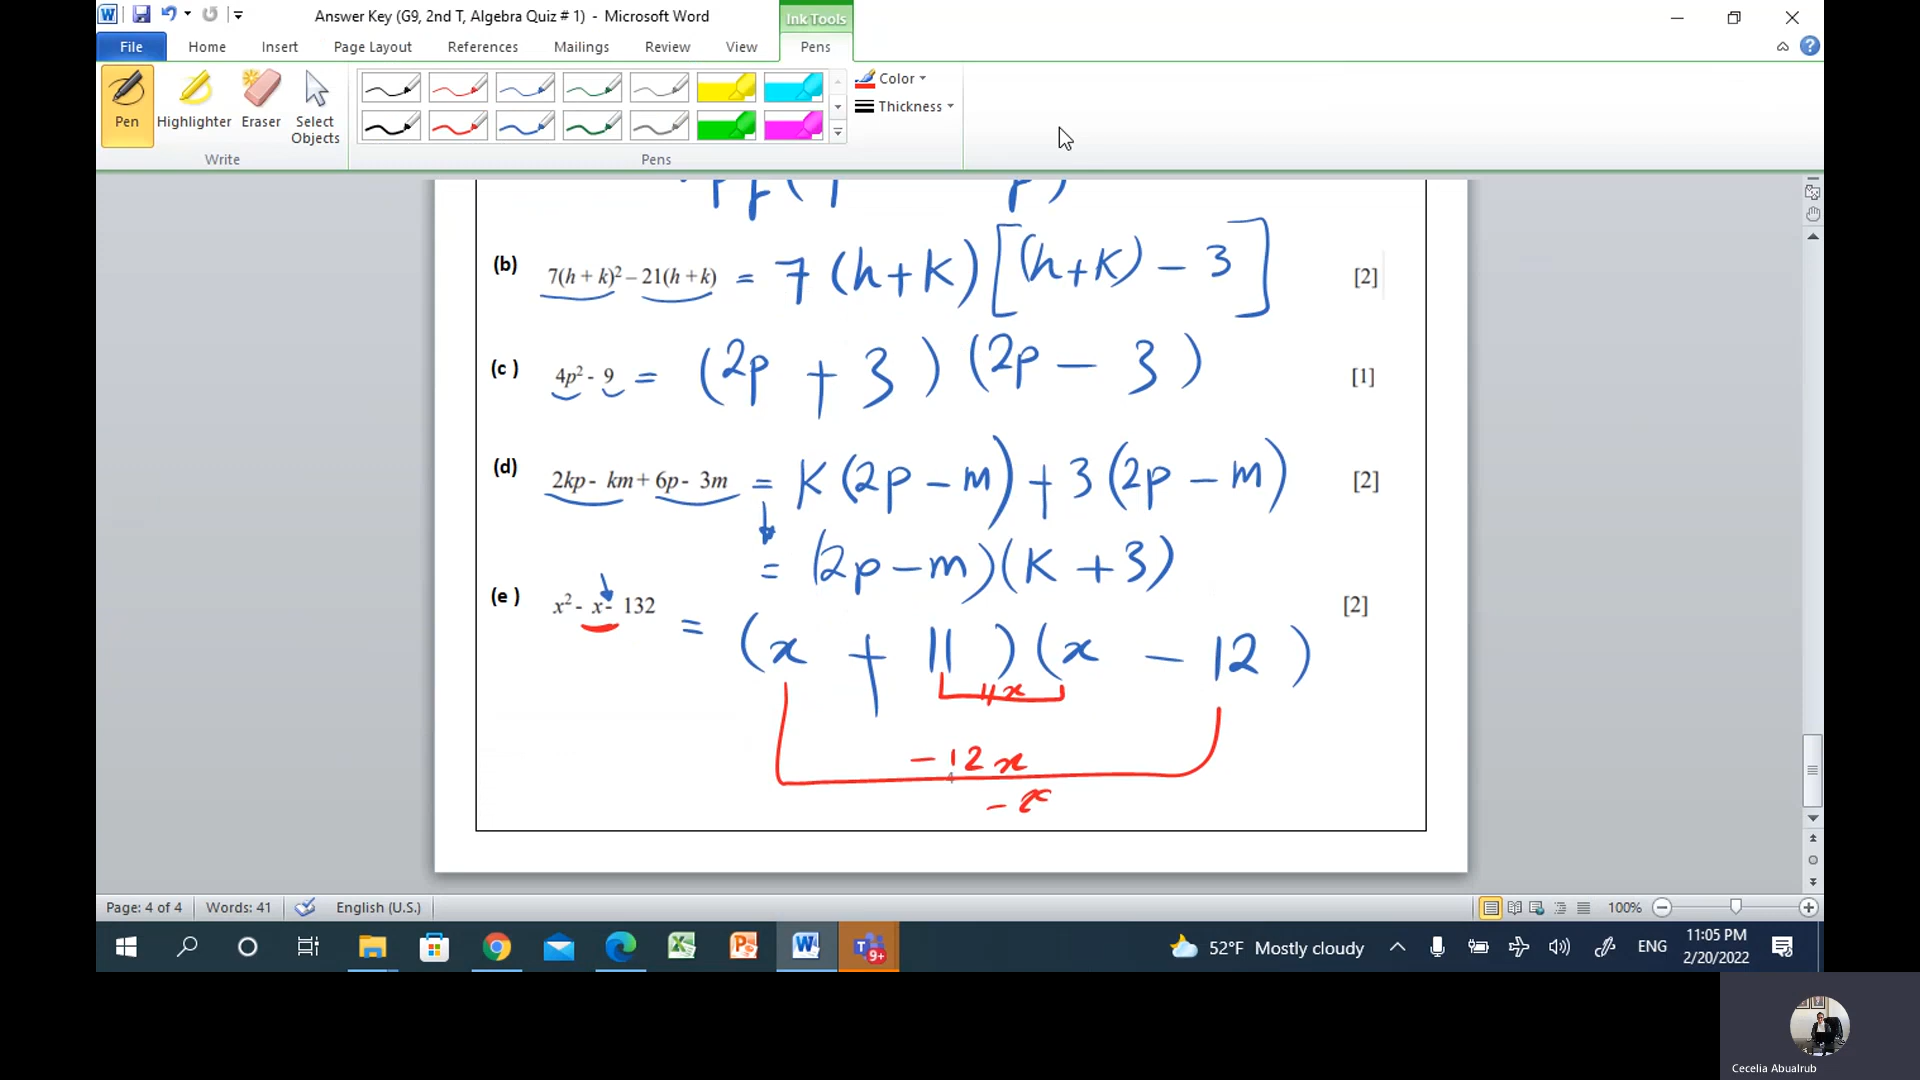 Answer Key (G9, 2nd T, Algebra Quiz # 1) - Microsoft Word
Ink Tools
File Home Insert Page Layout References Mailings Review View Pens
Color
Thickness
Pen Highlighter Eraser Select Objects
Write Pens
(b) 7(h + k)² – 21(h + k) = 7 (h+K) [(h+K) – 3] [2]
(c ) 4p² - 9 = (2p + 3) (2p – 3) [1]
(d) 2kp - km + 6p - 3m = K (2p – m) + 3 (2p – m) [2]
= (2p – m)(K + 3)
(e ) x² - x - 132 = (x + 11) (x – 12) [2]
11x
– 12 x
4
– x
Page: 4 of 4 Words: 41 English (U.S.) 100%
52°F Mostly cloudy ENG 11:05 PM
2/20/2022
9+
Cecelia Abualrub